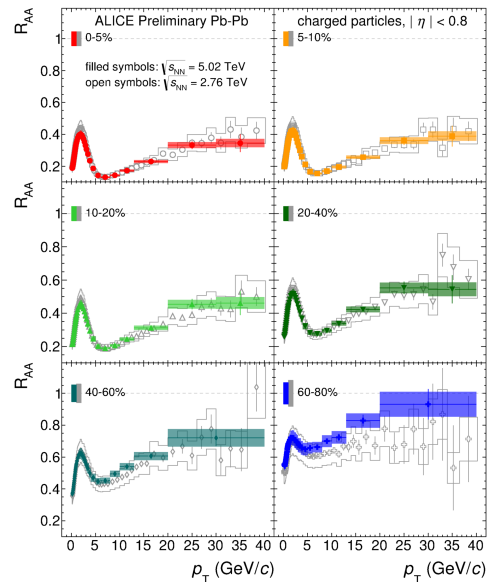 ALICE Preliminary Pb-Pb
charged particles, | η | < 0.8
R_AA
0-5%
5-10%
filled symbols: √s_NN = 5.02 TeV
open symbols: √s_NN = 2.76 TeV
1
0.8
0.6
0.4
0.2
R_AA
10-20%
20-40%
1
0.8
0.6
0.4
0.2
R_AA
40-60%
60-80%
1
0.8
0.6
0.4
0.2
0 5 10 15 20 25 30 35 40 0 5 10 15 20 25 30 35 40
p_T (GeV/c) p_T (GeV/c)